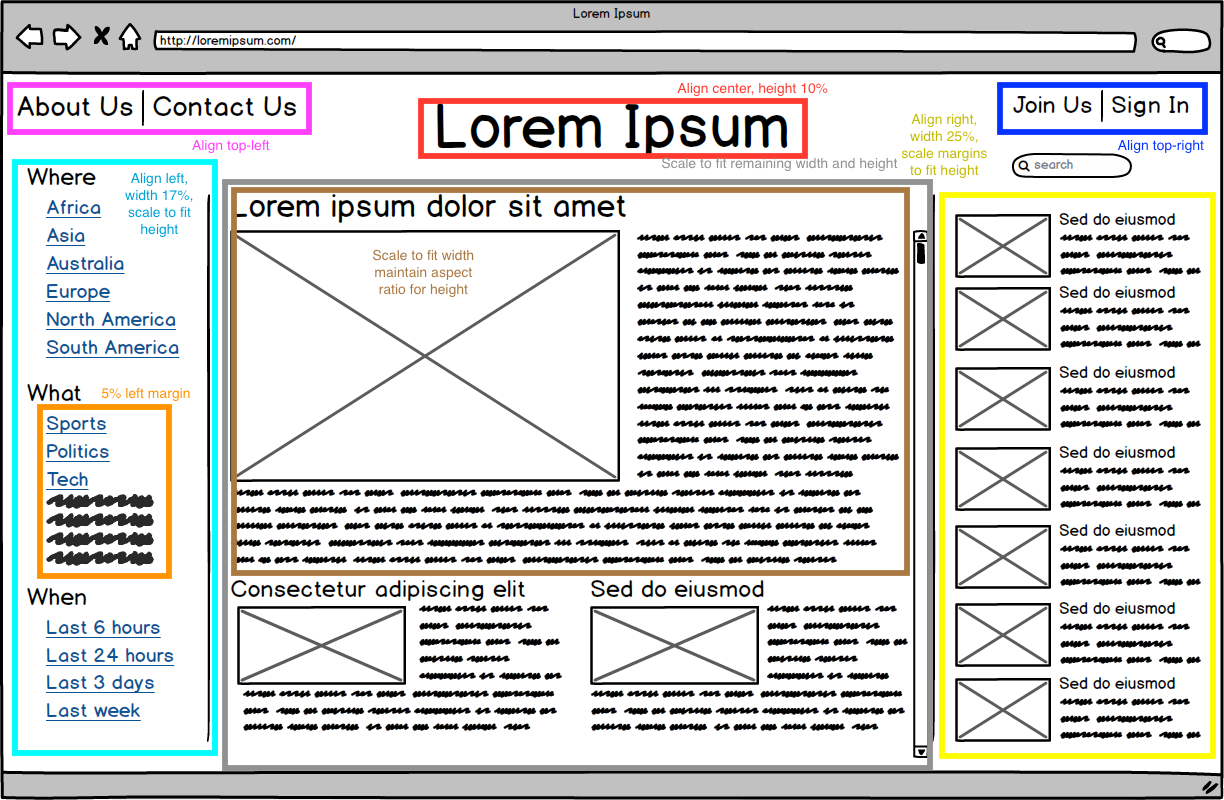 Lorem Ipsum
http://loremipsum.com/
About Us | Contact Us
Align top-left
Align center, height 10%
Lorem Ipsum
Scale to fit remaining width and height
Align right,
width 25%,
scale margins
to fit height
Join Us | Sign In
Align top-right
search
Where
Align left,
width 17%,
scale to fit
height
Africa
Asia
Australia
Europe
North America
South America
What
5% left margin
Sports
Politics
Tech
When
Last 6 hours
Last 24 hours
Last 3 days
Last week
Lorem ipsum dolor sit amet
Scale to fit width
maintain aspect
ratio for height
Consectetur adipiscing elit
Sed do eiusmod
Sed do eiusmod
Sed do eiusmod
Sed do eiusmod
Sed do eiusmod
Sed do eiusmod
Sed do eiusmod
Sed do eiusmod